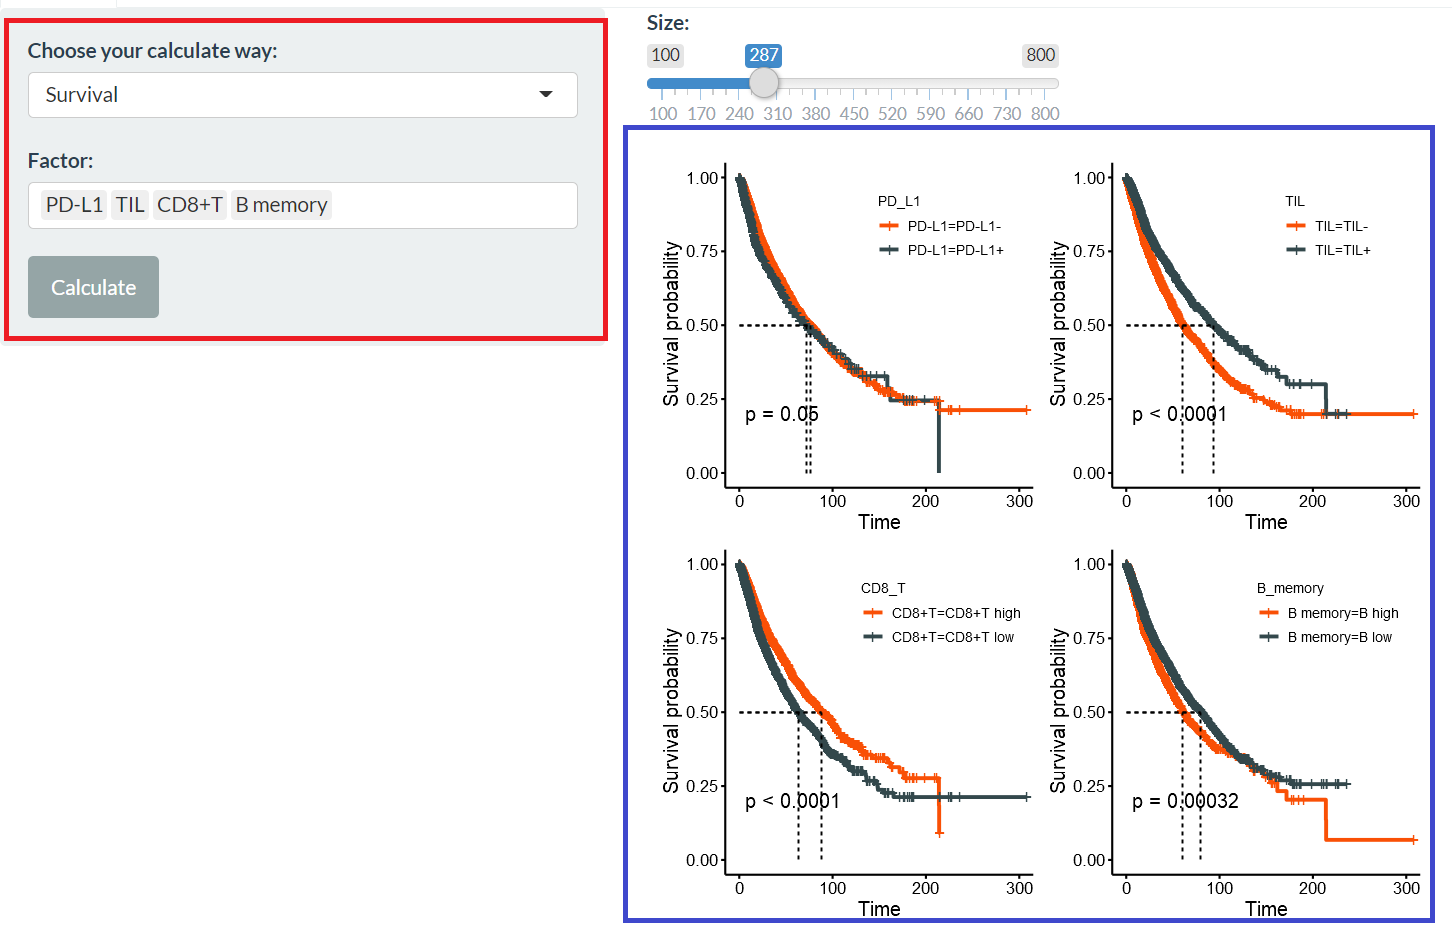 Choose your calculate way:
Survival
Factor:
PD-L1 TIL CD8+T B memory
Calculate
Size:
100 287 800
100 170 240 310 380 450 520 590 660 730 800
PD_L1
PD-L1=PD-L1-
PD-L1=PD-L1+
Survival probability
1.00
0.75
0.50
0.25
0.00
p = 0.05
0 100 200 300
Time
TIL
TIL=TIL-
TIL=TIL+
Survival probability
1.00
0.75
0.50
0.25
0.00
p < 0.0001
0 100 200 300
Time
CD8_T
CD8+T=CD8+T high
CD8+T=CD8+T low
Survival probability
1.00
0.75
0.50
0.25
0.00
p < 0.0001
0 100 200 300
Time
B_memory
B memory=B high
B memory=B low
Survival probability
1.00
0.75
0.50
0.25
0.00
p = 0.00032
0 100 200 300
Time